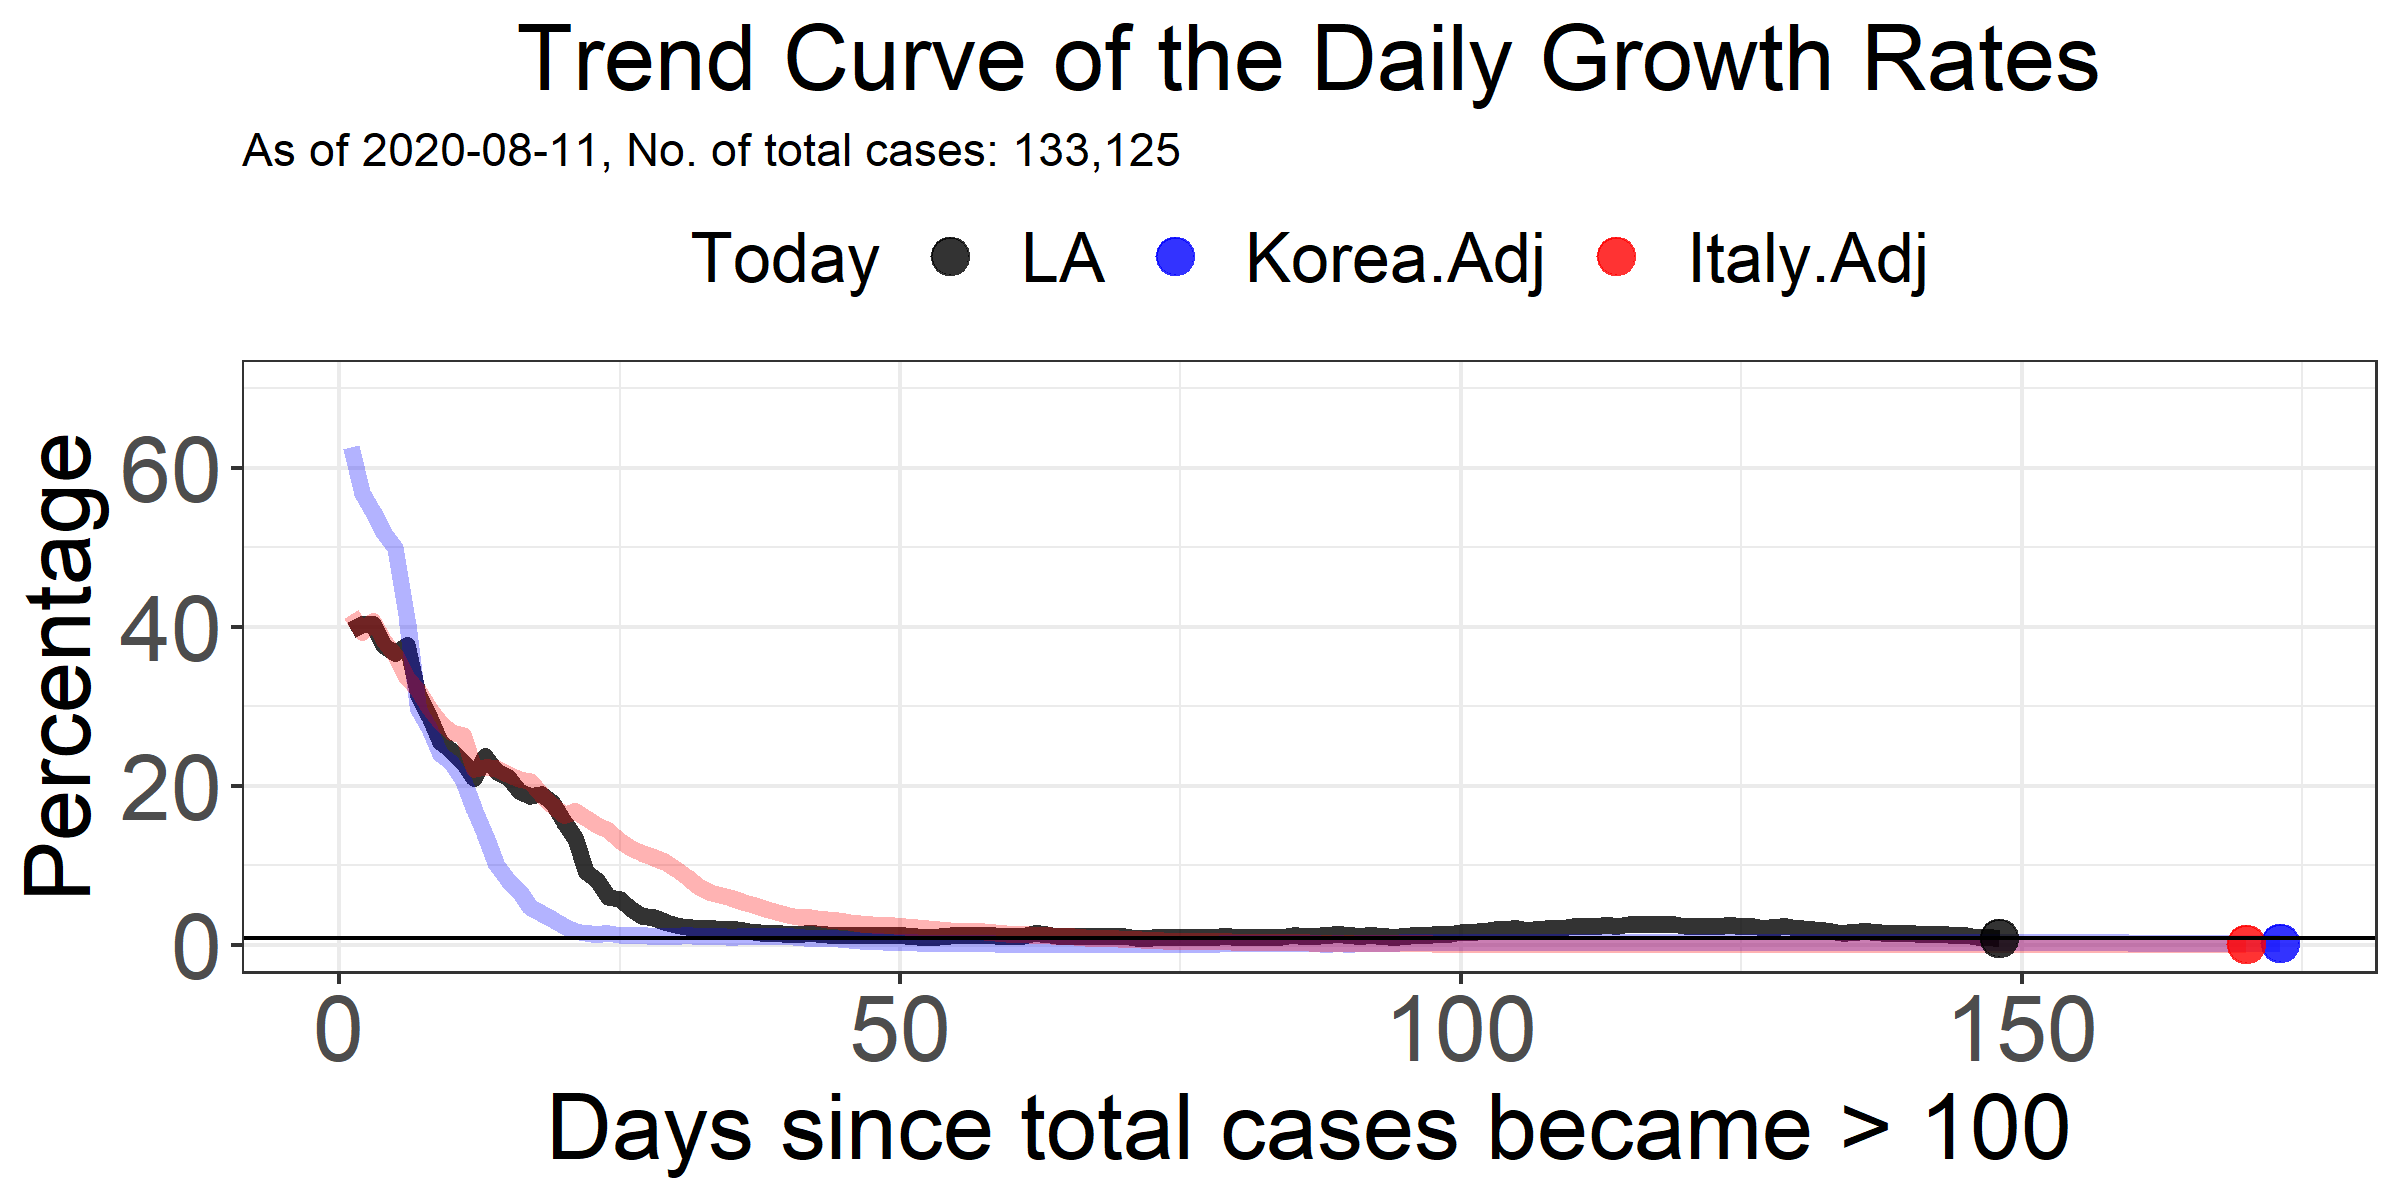 Trend Curve of the Daily Growth Rates
As of 2020-08-11, No. of total cases: 133,125
Today LA Korea.Adj Italy.Adj
Percentage
60
40
20
0
0 50 100 150
Days since total cases became > 100